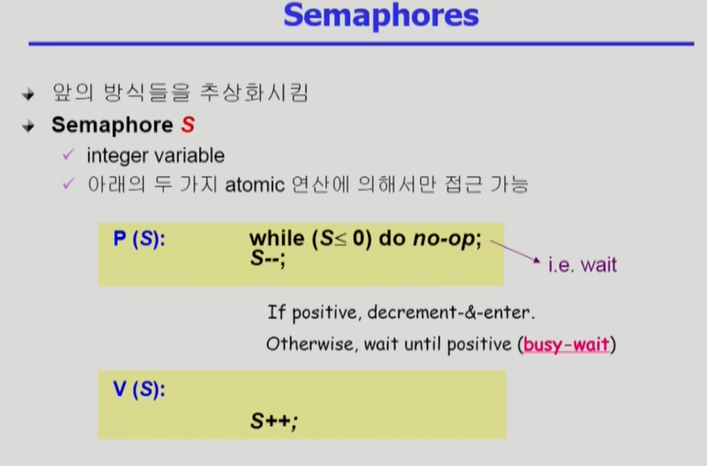 Semaphores
앞의 방식들을 추상화시킴
Semaphore S
integer variable
아래의 두 가지 atomic 연산에 의해서만 접근 가능
P (S): while (S≤ 0) do no-op;
S--;
i.e. wait
If positive, decrement-&-enter.
Otherwise, wait until positive (busy-wait)
V (S):
S++;